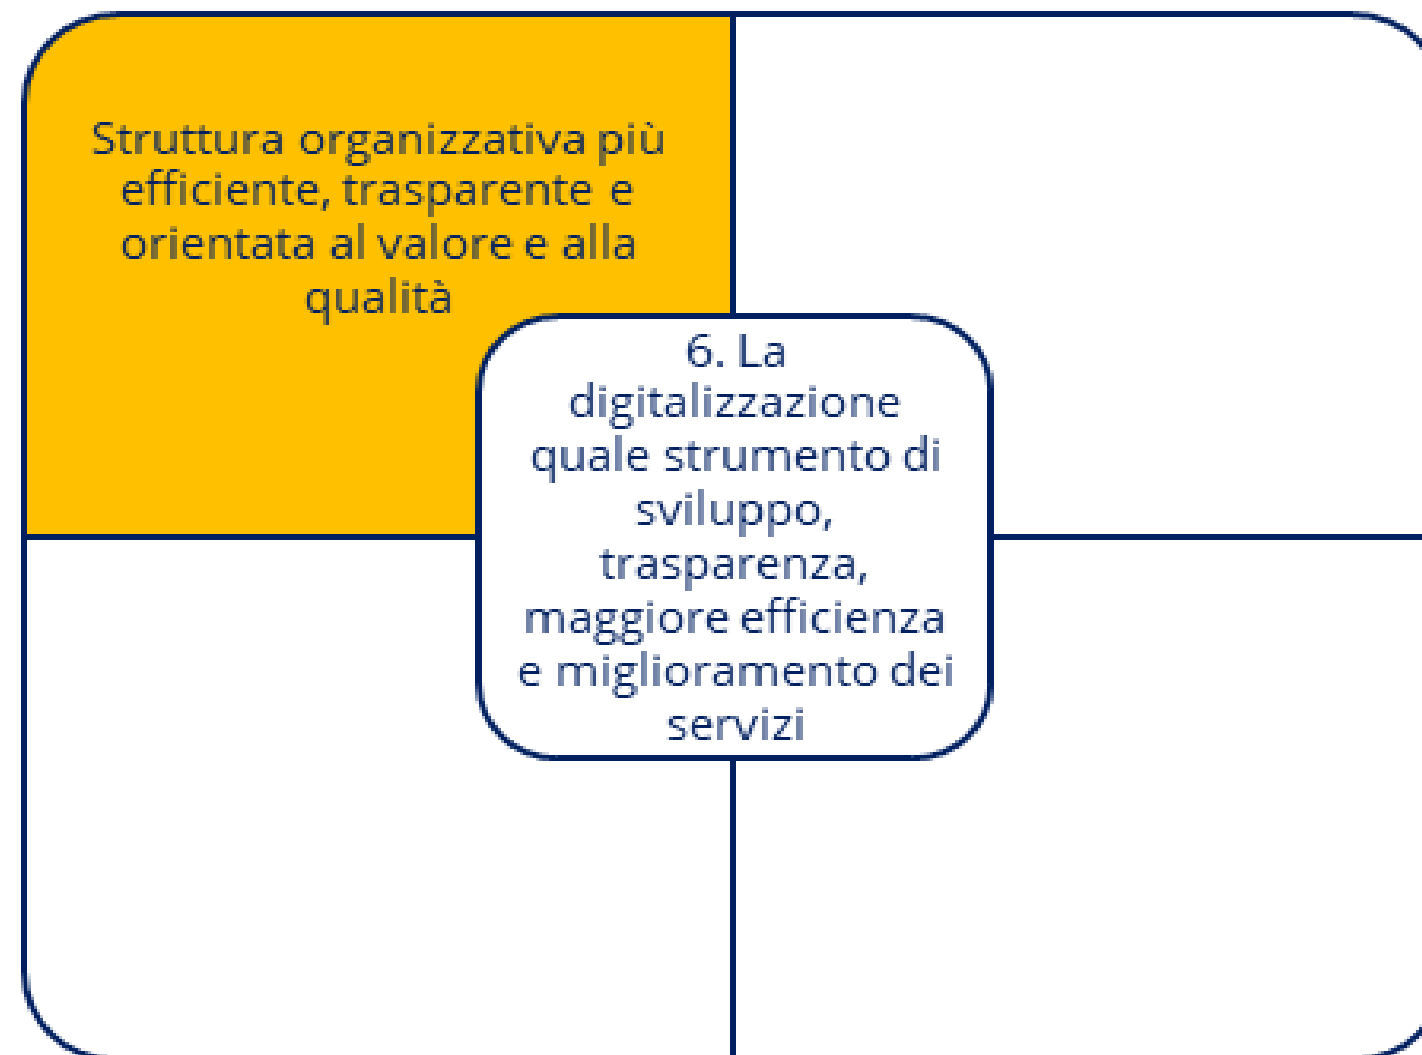 Struttura organizzativa più
efficiente, trasparente e
orientata al valore e alla
qualità
6. La
digitalizzazione
quale strumento di
sviluppo,
trasparenza,
maggiore efficienza
e miglioramento dei
servizi